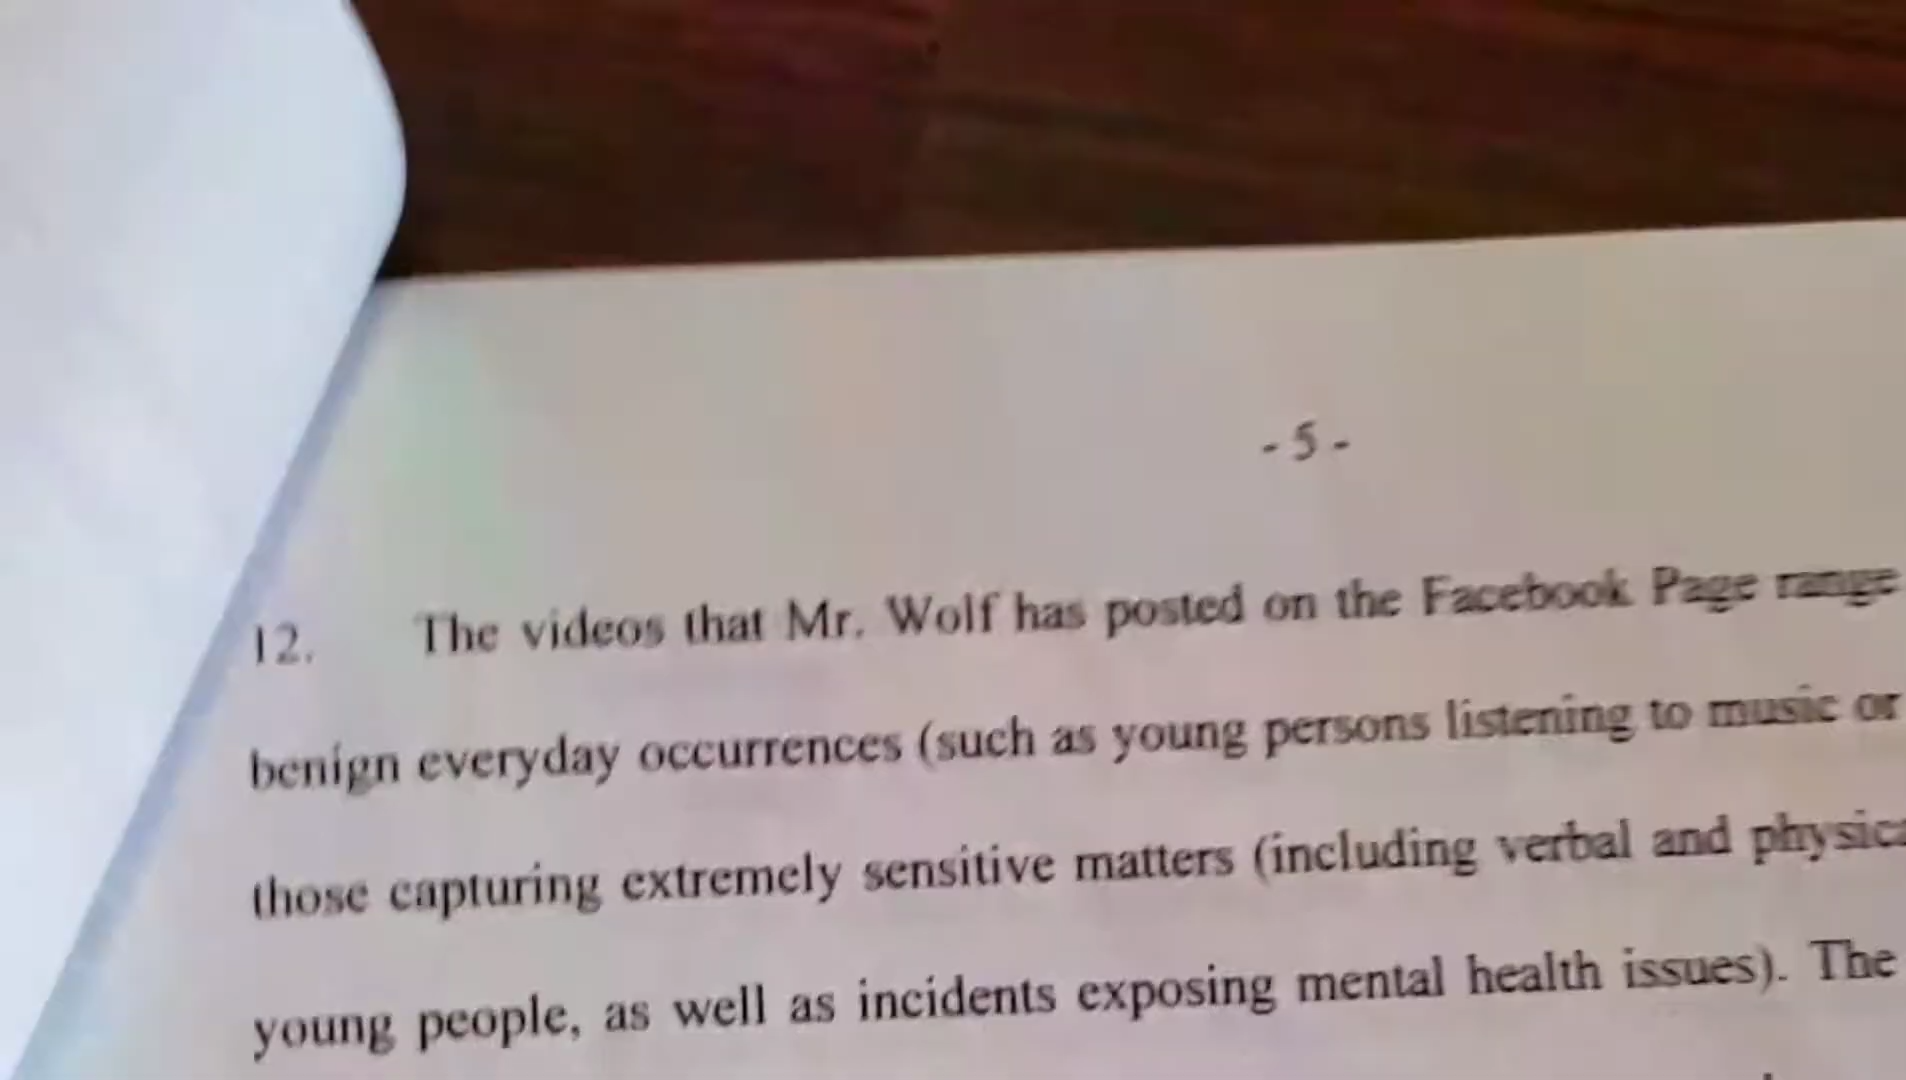 - 5 -
12. The videos that Mr. Wolf has posted on the Facebook Page range
benign everyday occurrences (such as young persons listening to music or
those capturing extremely sensitive matters (including verbal and physica
young people, as well as incidents exposing mental health issues). The